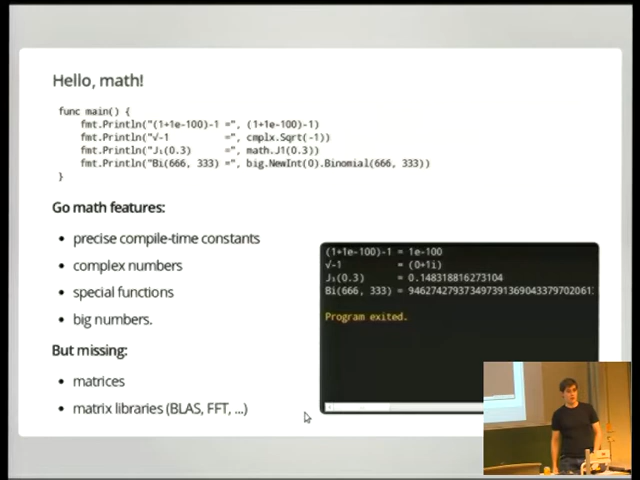 Hello, math!
func main() {
fmt.Println("(1+1e-100)-1 =", (1+1e-100)-1)
fmt.Println("√-1 =", cmplx.Sqrt(-1))
fmt.Println("J₁(0.3) =", math.J1(0.3))
fmt.Println("Bi(666, 333) =", big.NewInt(0).Binomial(666, 333))
}
Go math features:
• precise compile-time constants
• complex numbers
• special functions
• big numbers.
But missing:
• matrices
• matrix libraries (BLAS, FFT, ...)
(1+1e-100)-1 = 1e-100
√-1 = (0+1i)
J₁(0.3) = 0.148318816273104
Bi(666, 333) =
Program exited.